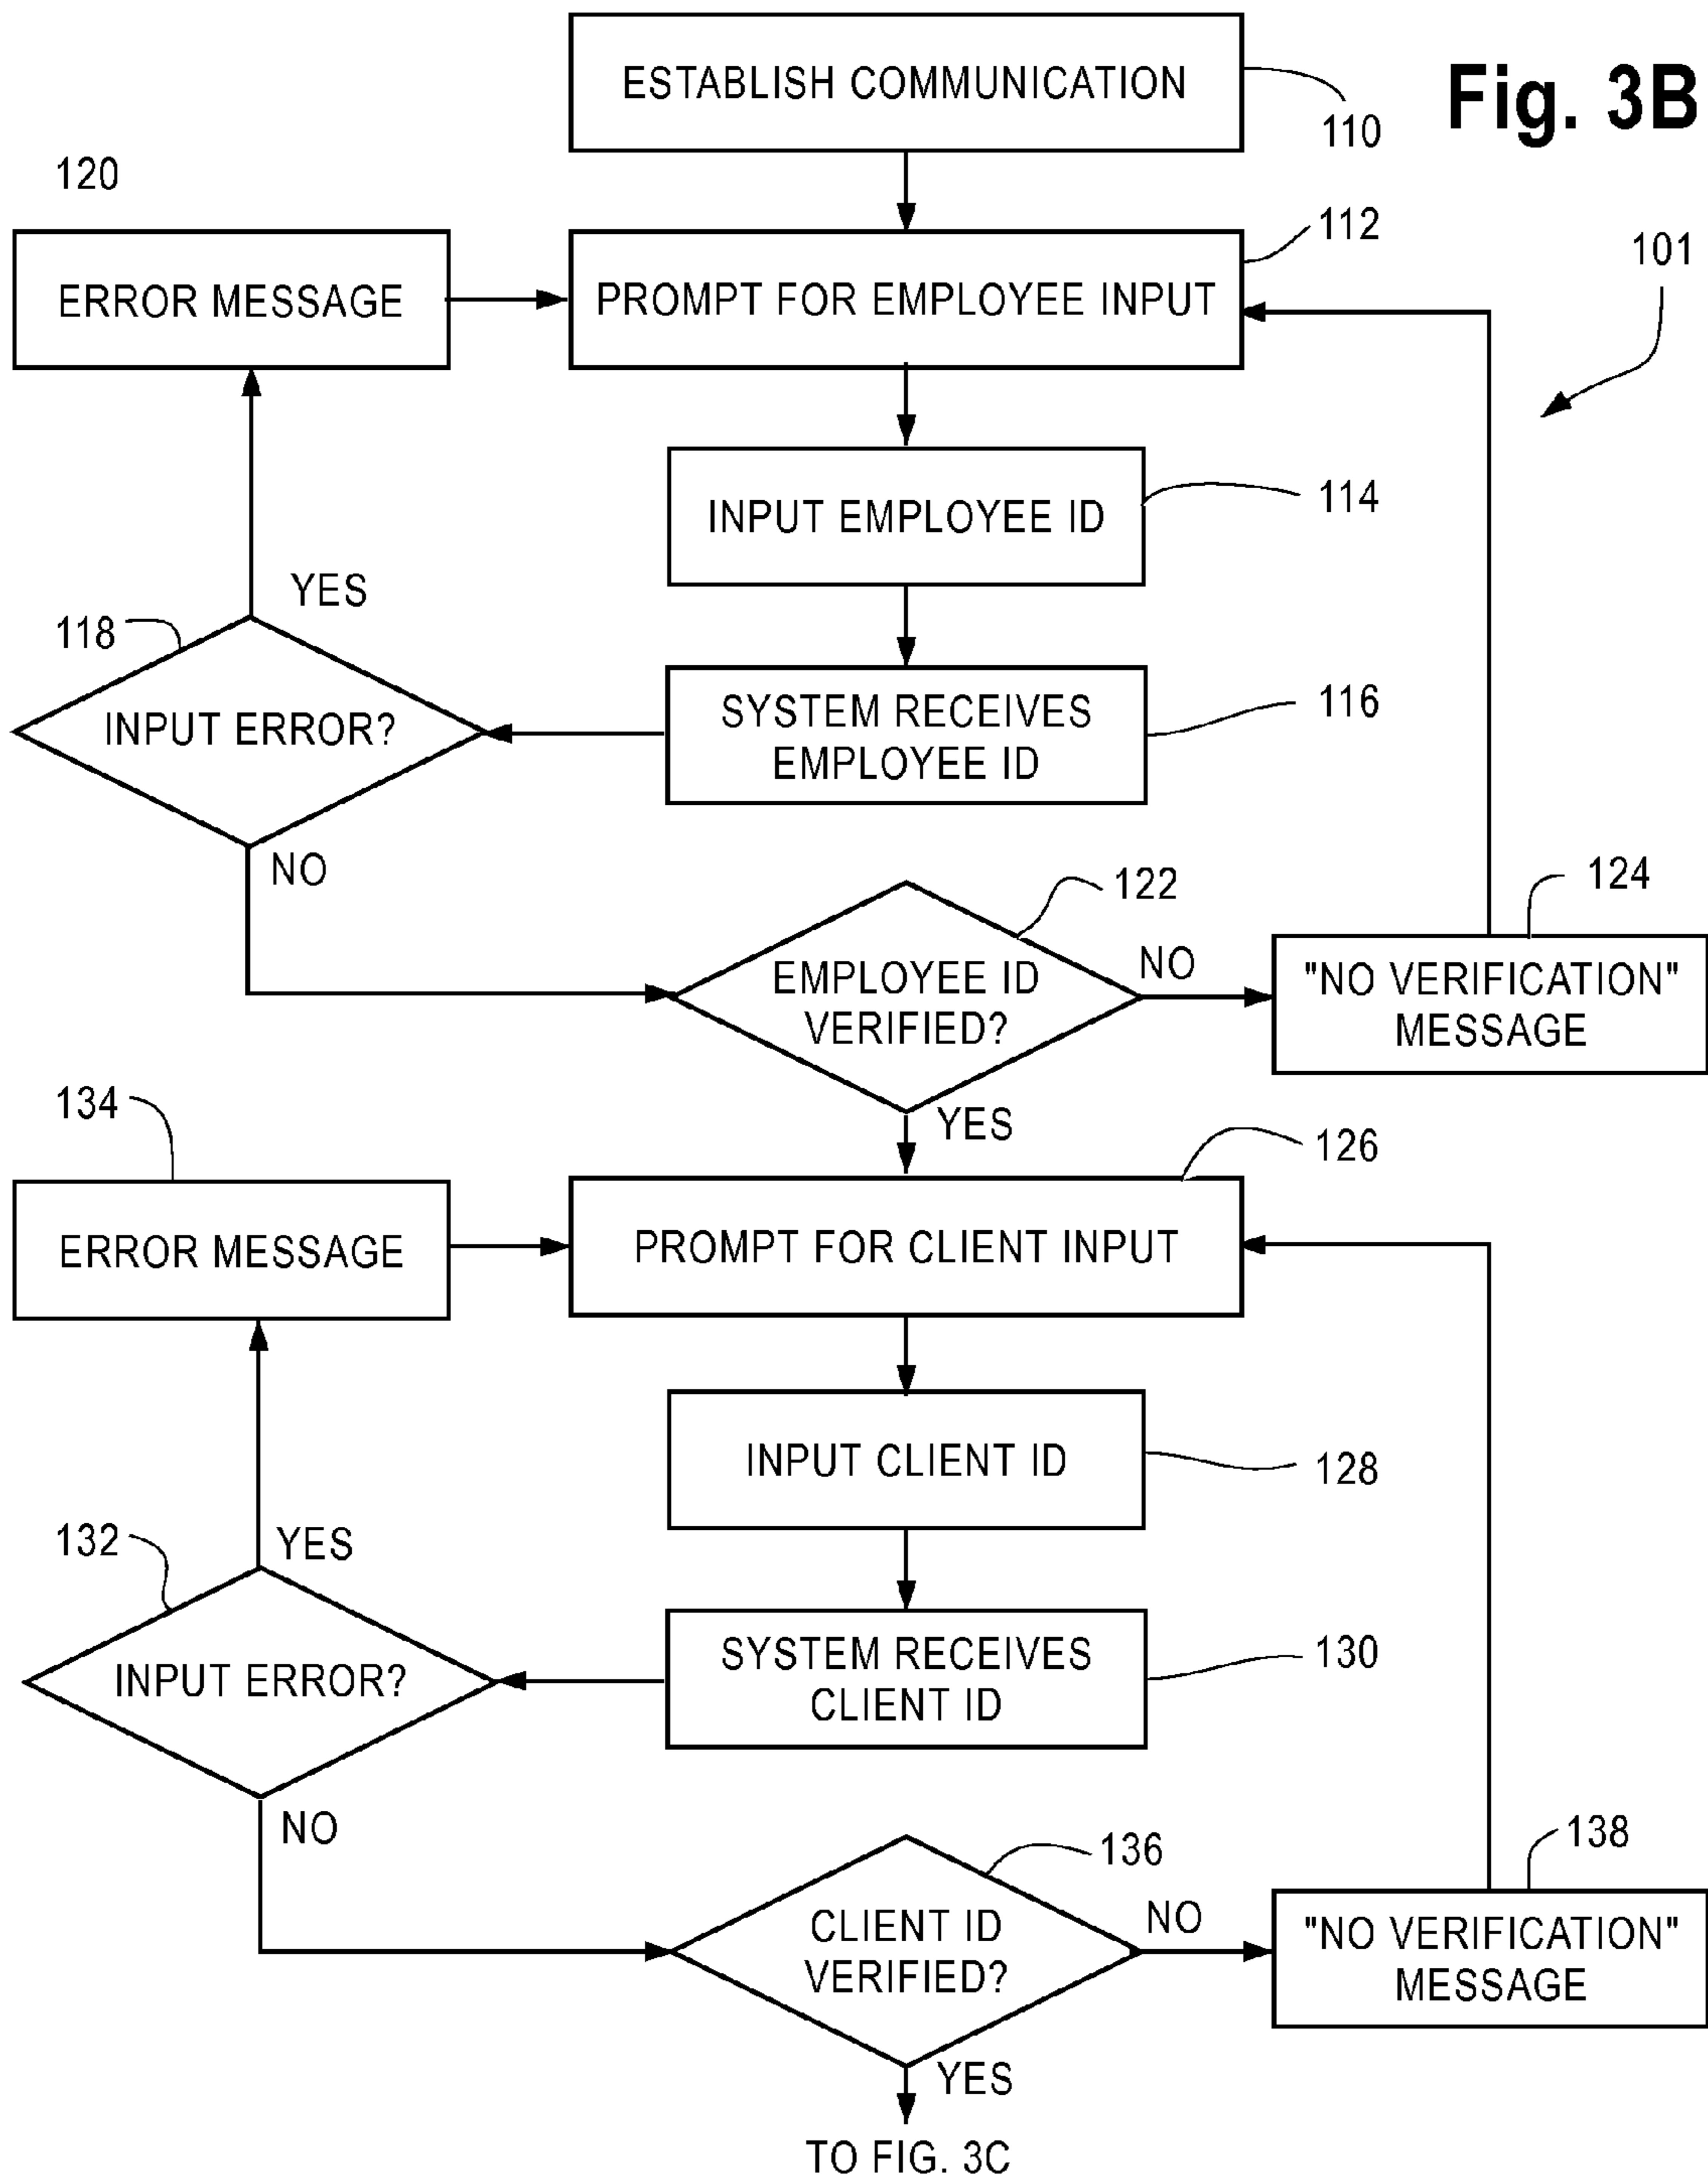 ESTABLISH COMMUNICATION
110
Fig. 3B
120
112
101
ERROR MESSAGE
PROMPT FOR EMPLOYEE INPUT
INPUT EMPLOYEE ID
114
YES
118
INPUT ERROR?
SYSTEM RECEIVES
EMPLOYEE ID
116
NO
122
124
EMPLOYEE ID
VERIFIED?
NO
"NO VERIFICATION"
MESSAGE
134
YES
126
ERROR MESSAGE
PROMPT FOR CLIENT INPUT
INPUT CLIENT ID
128
132
YES
INPUT ERROR?
SYSTEM RECEIVES
CLIENT ID
130
NO
136
138
CLIENT ID
VERIFIED?
NO
"NO VERIFICATION"
MESSAGE
YES
TO FIG. 3C